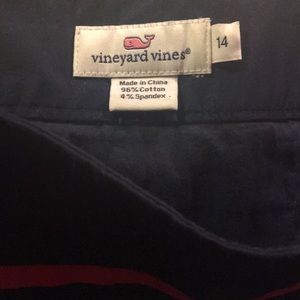 vineyard vines®
14
Made in China
96% Cotton
4% Spandex